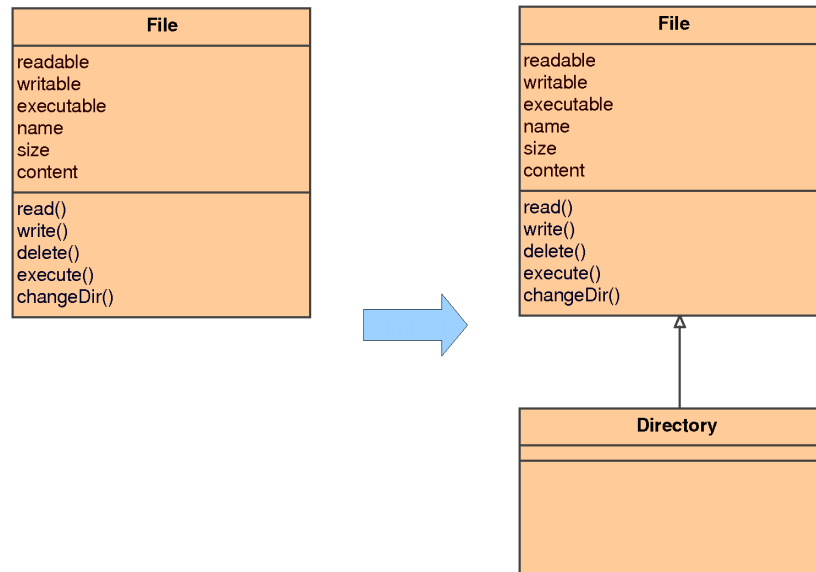 File
readable
writable
executable
name
size
content
read()
write()
delete()
execute()
changeDir()
File
readable
writable
executable
name
size
content
read()
write()
delete()
execute()
changeDir()
Directory